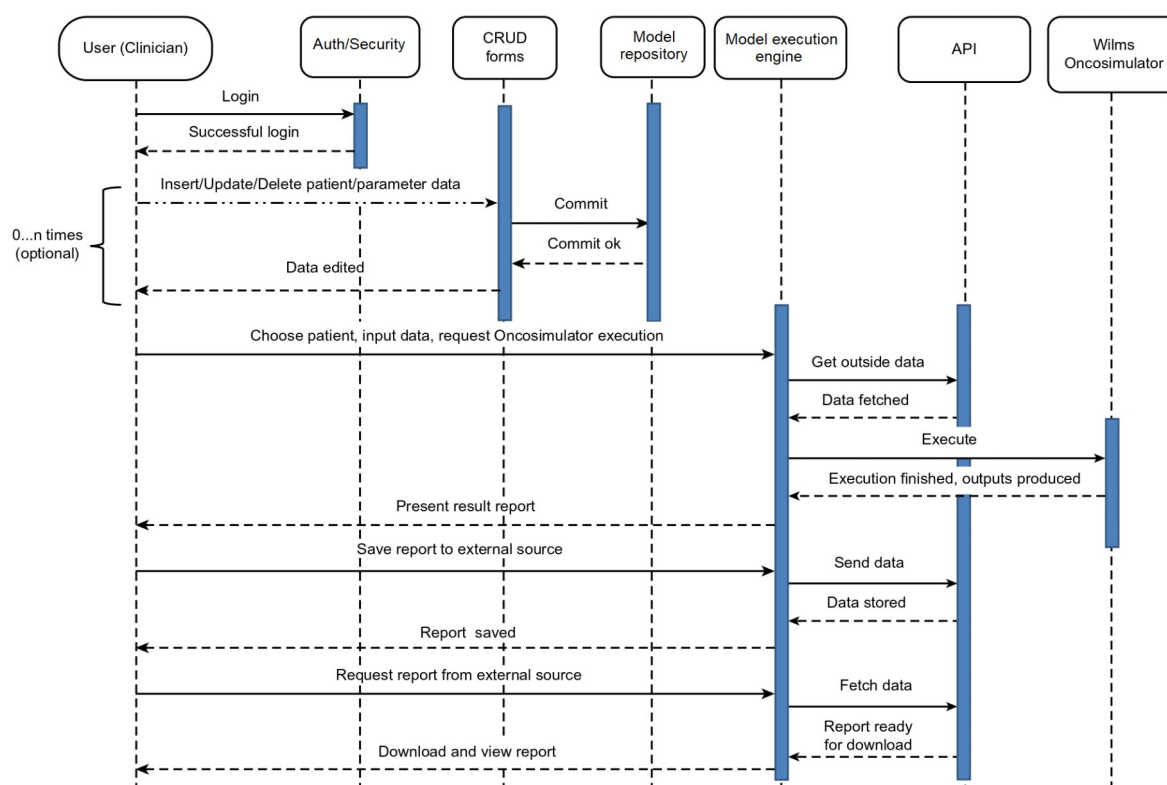 User (Clinician)
Auth/Security
CRUD
forms
Model
repository
Model execution
engine
API
Wilms
Oncosimulator
Login
Successful login
Insert/Update/Delete patient/parameter data
Commit
0...n times
(optional)
Commit ok
Data edited
Choose patient, input data, request Oncosimulator execution
Get outside data
Data fetched
Execute
Execution finished, outputs produced
Present result report
Save report to external source
Send data
Data stored
Report saved
Request report from external source
Fetch data
Report ready
for download
Download and view report